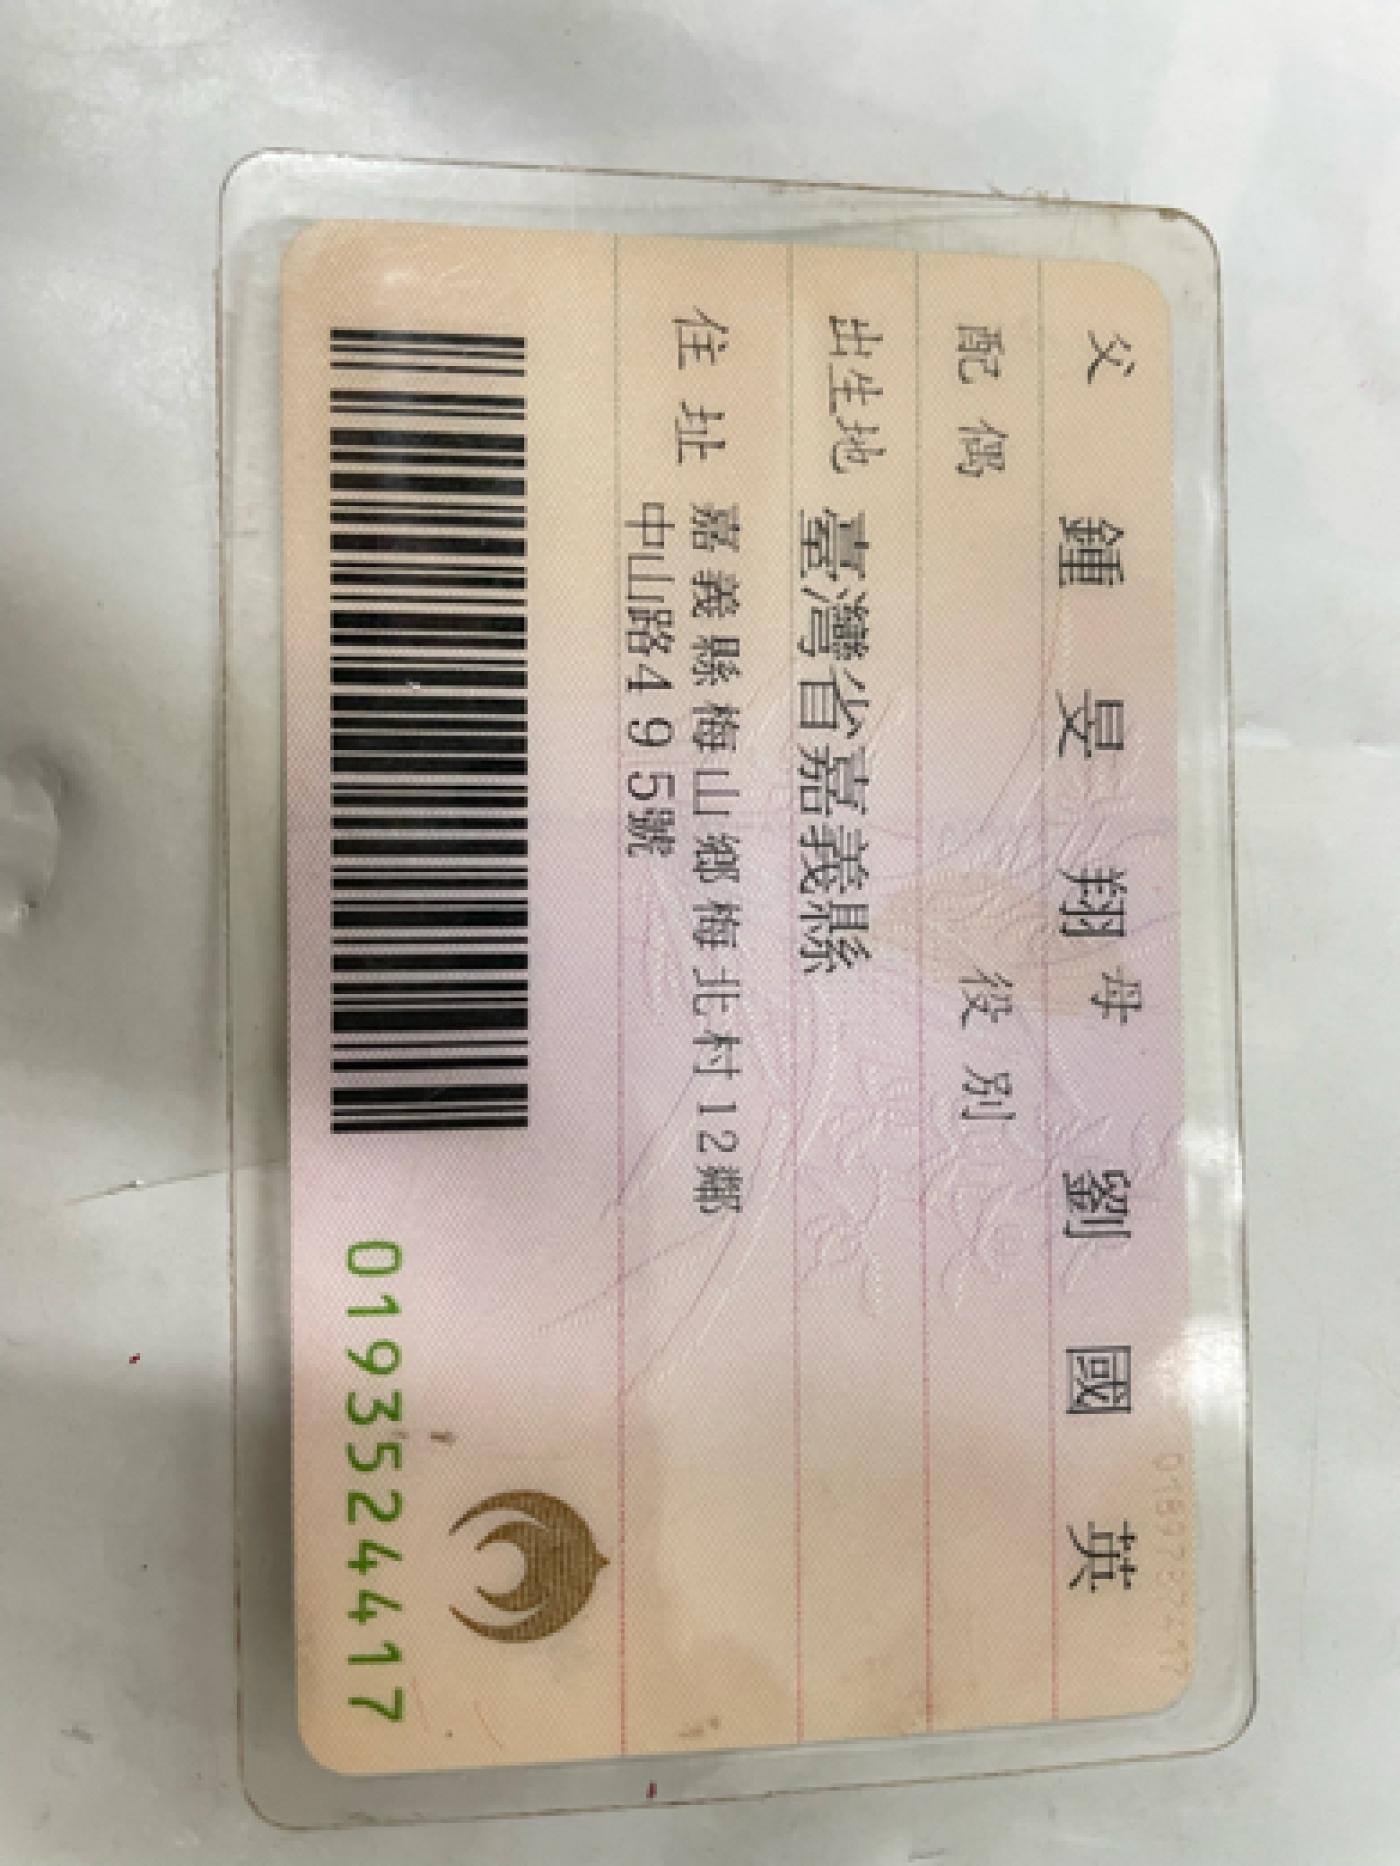 父 鍾旻翔 母 劉國英
配偶 役別
出生地 臺灣省嘉義縣
住址 嘉義縣梅山鄉梅北村12鄰
中山路495號
0193524417